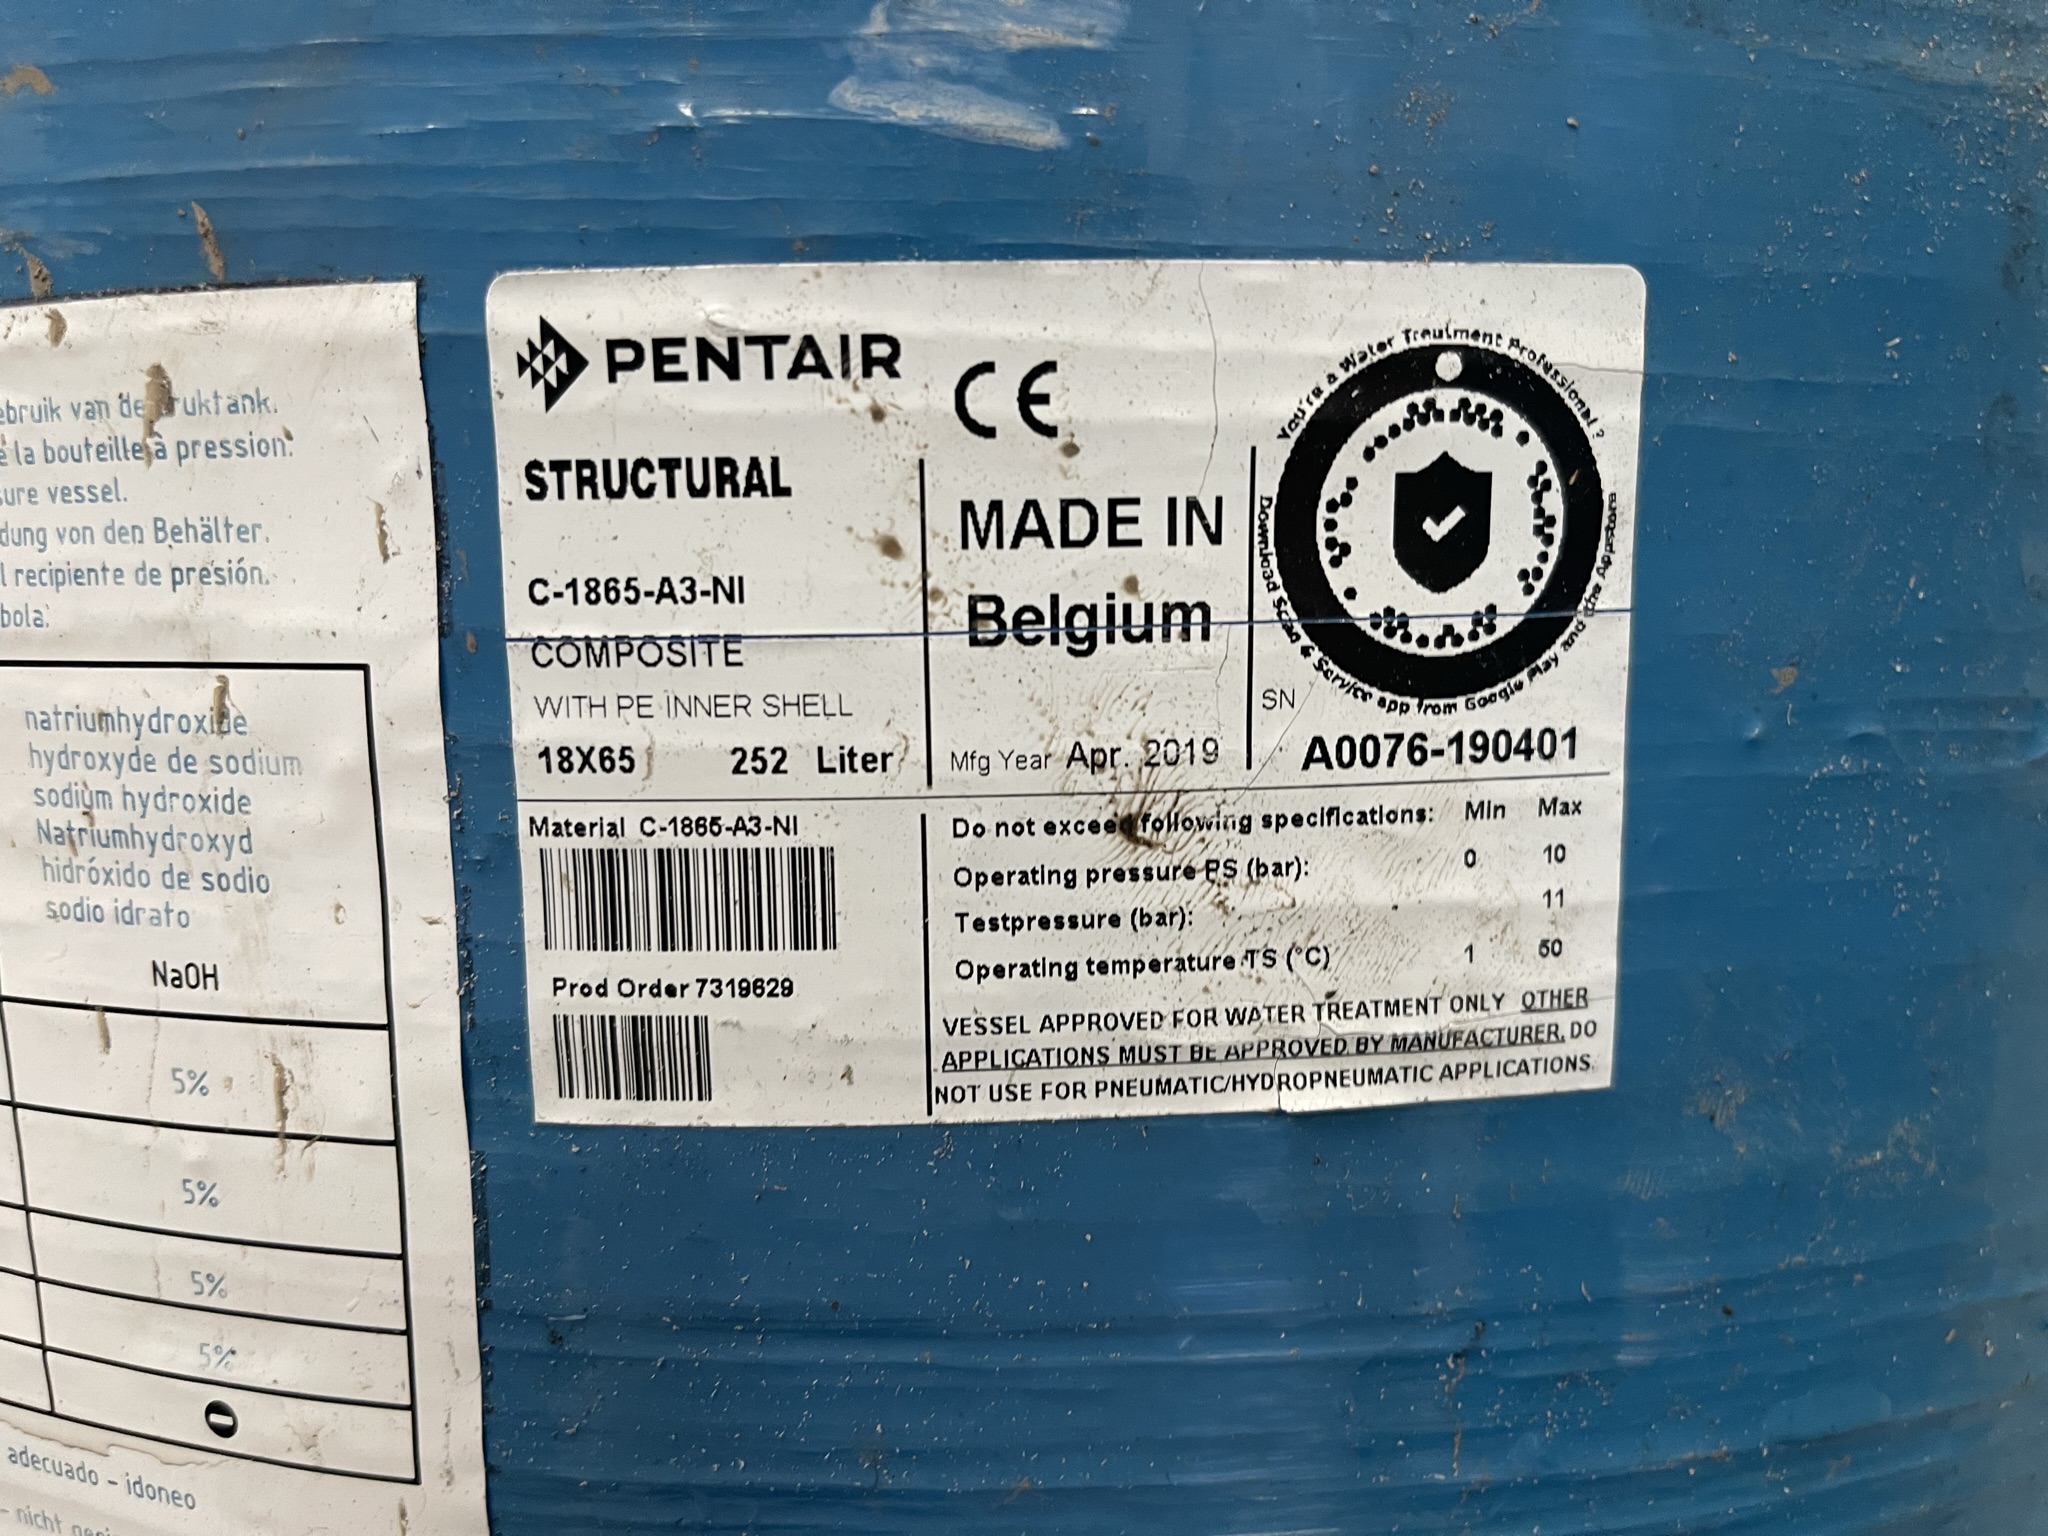 van de
la bouteille à pression.
vessel.
von den Behälter.
recipiente de presión.
natriumhydroxide
hydroxyde de sodium
sodium hydroxide
Natriumhydroxyd
hidróxido de sodio
sodio idrato
NaOH
5%
5%
5%
5%
adecuado - idoneo
- nicht
PENTAIR
CE
STRUCTURAL
C-1865-A3-NI
COMPOSITE
WITH PE INNER SHELL
18X65 252 Liter
MADE IN
Belgium
Mfg Year Apr. 2019
You're a Water Treatment Professional ?
Download Scan & Service app from Google Play and the Appstore
SN
A0076-190401
Material C-1865-A3-NI
Prod Order 7319629
Do not exceed following specifications: Min Max
Operating pressure PS (bar): 0 10
Testpressure (bar): 11
Operating temperature TS (°C) 1 50
VESSEL APPROVED FOR WATER TREATMENT ONLY OTHER
APPLICATIONS MUST BE APPROVED BY MANUFACTURER, DO
NOT USE FOR PNEUMATIC/HYDROPNEUMATIC APPLICATIONS.